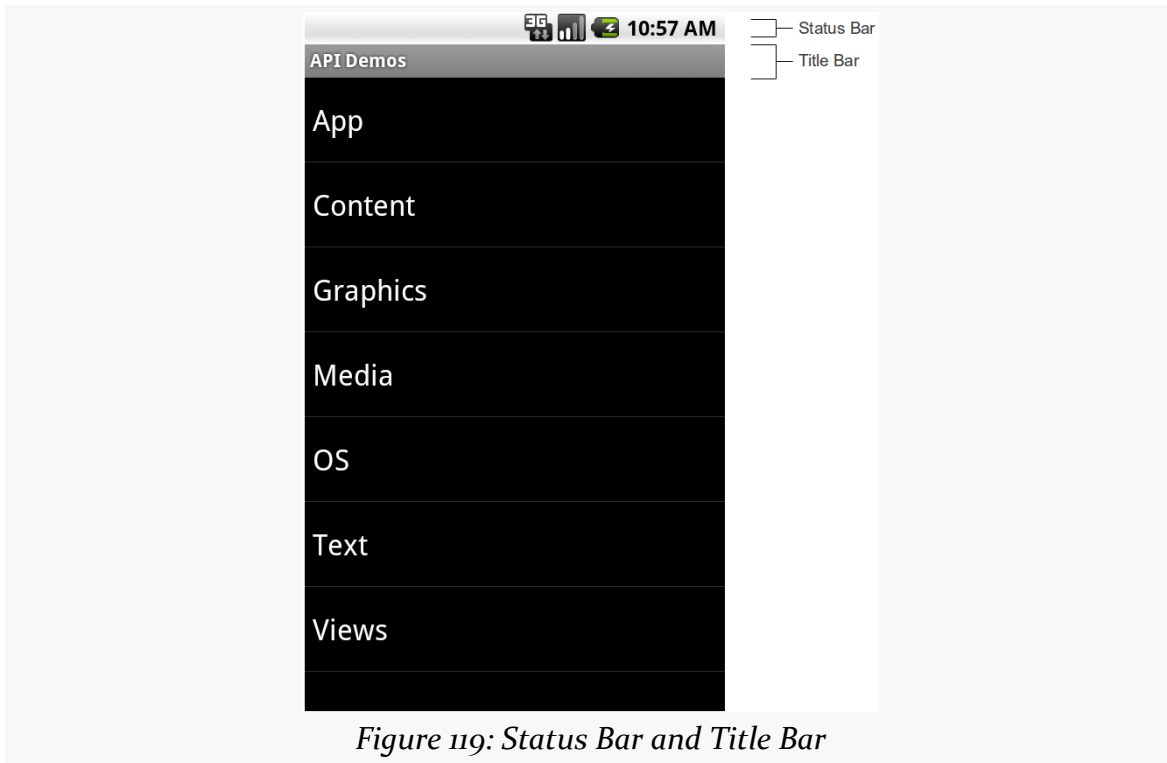 3G 10:57 AM
Status Bar
API Demos
Title Bar
App
Content
Graphics
Media
OS
Text
Views
Figure 119: Status Bar and Title Bar